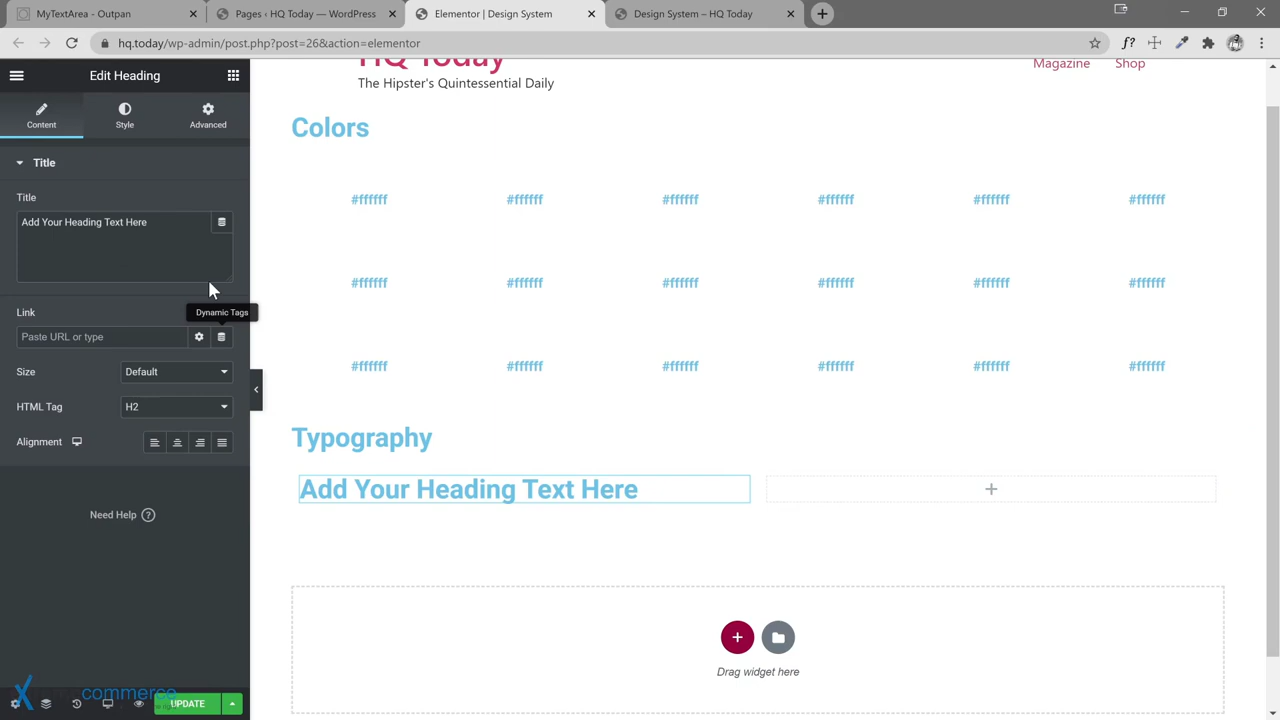 MyTextArea - Outpan
Pages ‹ HQ Today — WordPress
Elementor | Design System
Design System – HQ Today
hq.today/wp-admin/post.php?post=26&action=elementor
Edit Heading
HQ Today
Magazine Shop
The Hipster's Quintessential Daily
Content Style Advanced
Colors
Title
Title
Add Your Heading Text Here
#ffffff #ffffff #ffffff #ffffff #ffffff #ffffff
#ffffff #ffffff #ffffff #ffffff #ffffff #ffffff
#ffffff #ffffff #ffffff #ffffff #ffffff #ffffff
Link
Dynamic Tags
Paste URL or type
Size Default
HTML Tag H2
Alignment
Typography
Add Your Heading Text Here
Need Help ?
Drag widget here
commerce
UPDATE